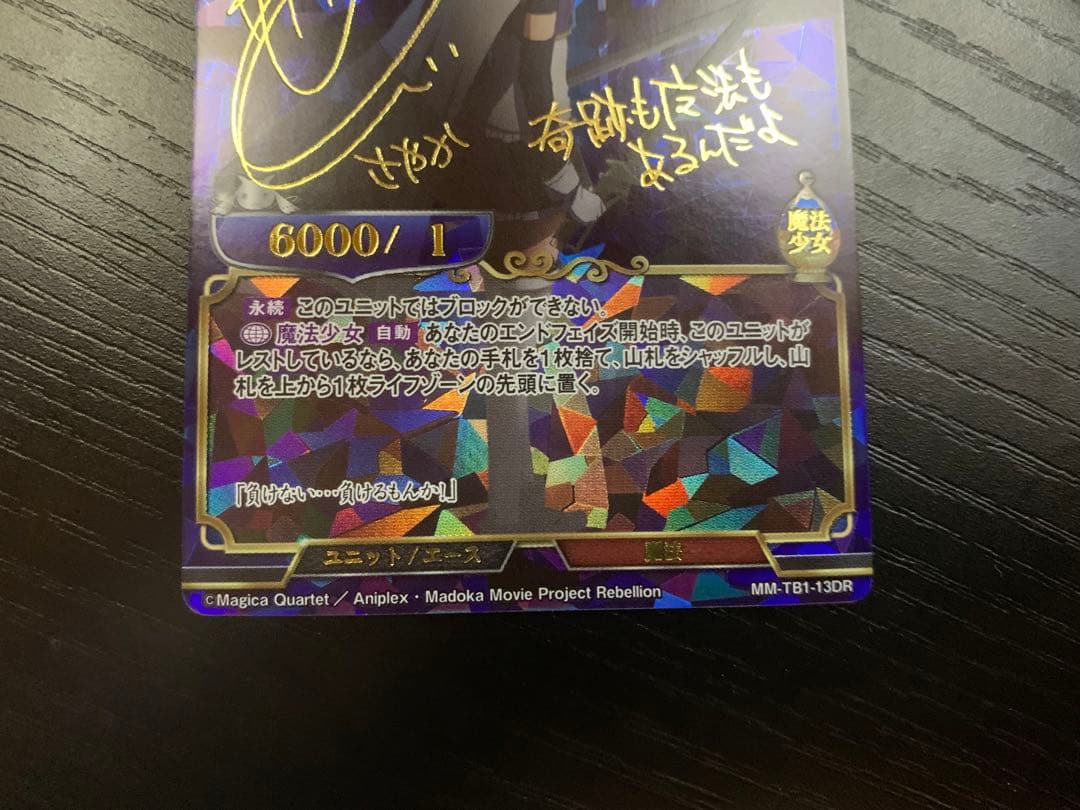 さやか
奇跡も魔法も
あるんだよ
魔法
少女
6000/ 1
永続 このユニットではブロックができない。
魔法少女 自動 あなたのエンドフェイズ開始時、このユニットが
レストしているなら、あなたの手札を1枚捨て、山札をシャッフルし、山
札を上から1枚ライフゾーンの先頭に置く。
「負けない…負けるもんか!」
ユニット/エース
魔法
©Magica Quartet / Aniplex・Madoka Movie Project Rebellion
MM-TB1-13DR